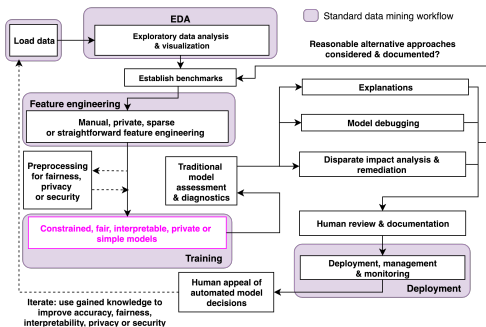 Standard data mining workflow
EDA
Load data
Exploratory data analysis
& visualization
Reasonable alternative approaches
considered & documented?
Establish benchmarks
Explanations
Feature engineering
Manual, private, sparse
or straightforward feature engineering
Model debugging
Preprocessing
for fairness,
privacy
or security
Traditional
model
assessment
& diagnostics
Disparate impact analysis &
remediation
Constrained, fair, interpretable, private or
simple models
Training
Human review & documentation
Deployment, management
& monitoring
Deployment
Human appeal of
automated model
decisions
Iterate: use gained knowledge to
improve accuracy, fairness,
interpretability, privacy or security